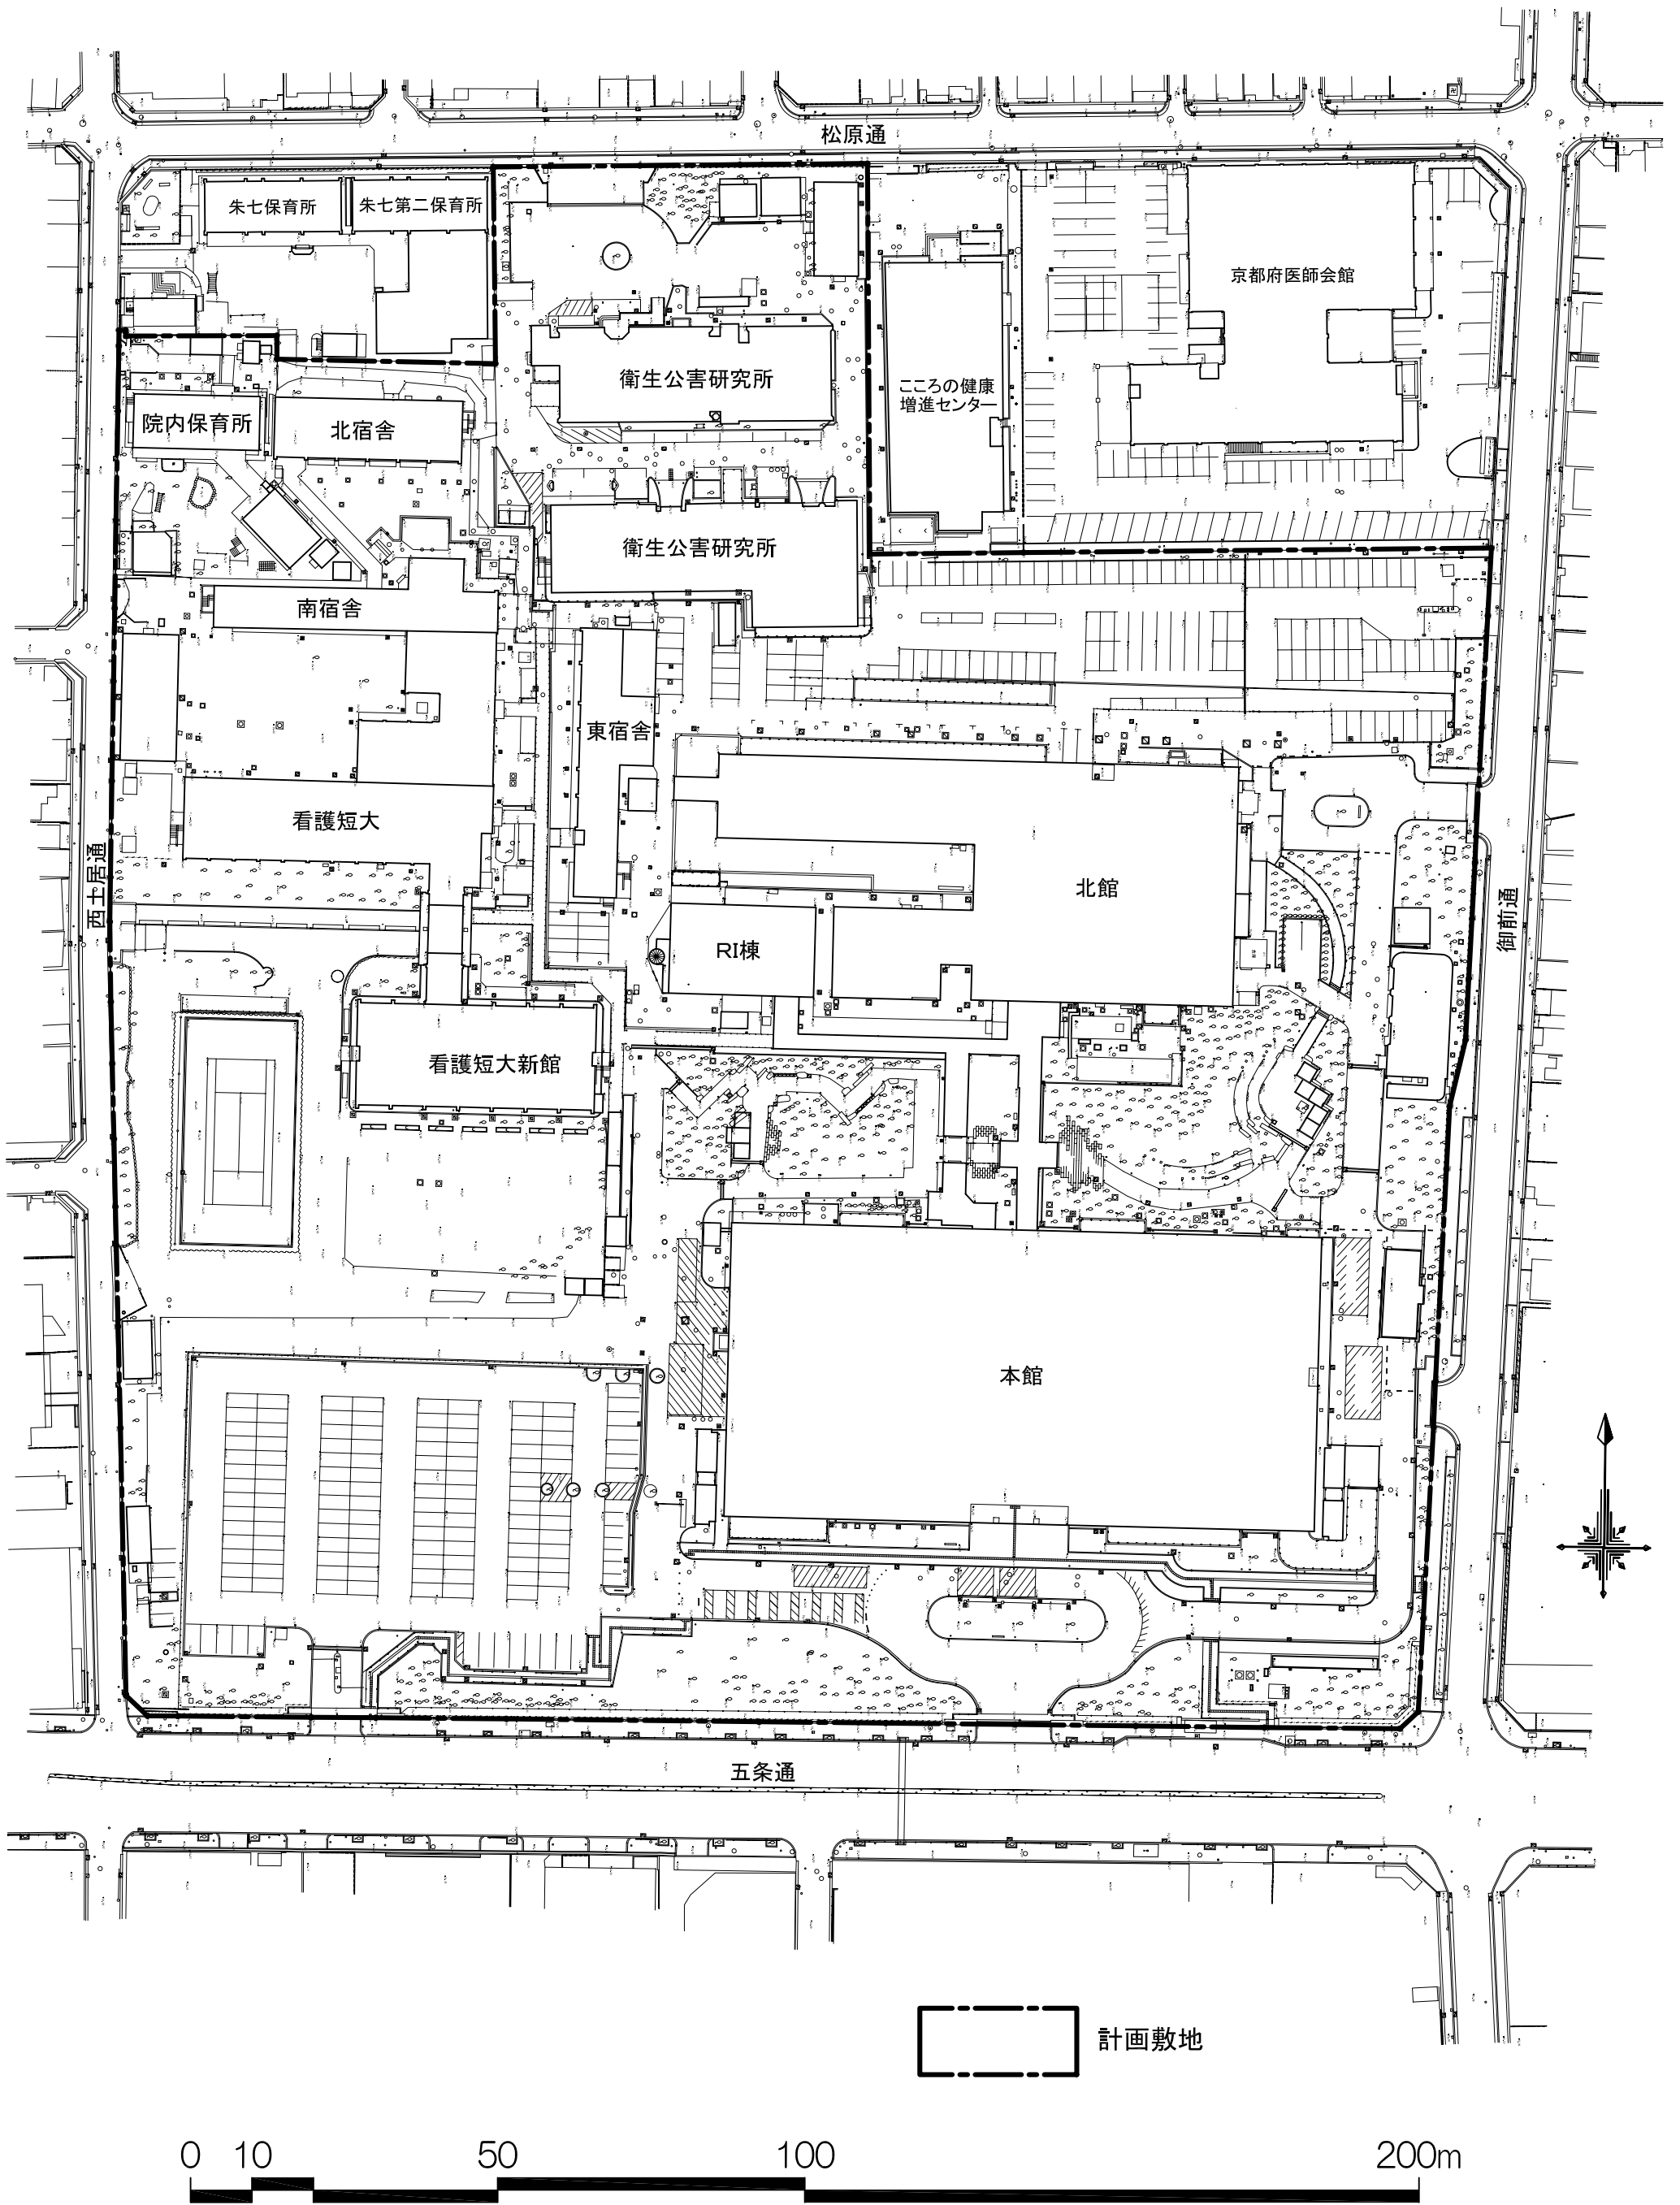 松原通
朱七保育所
朱七第二保育所
京都府医師会館
衛生公害研究所
こころの健康
増進センター
院内保育所
北宿舎
衛生公害研究所
南宿舎
東宿舎
看護短大
西土居通
北館
御前通
RI棟
看護短大新館
本館
五条通
計画敷地
0 10 50 100 200m